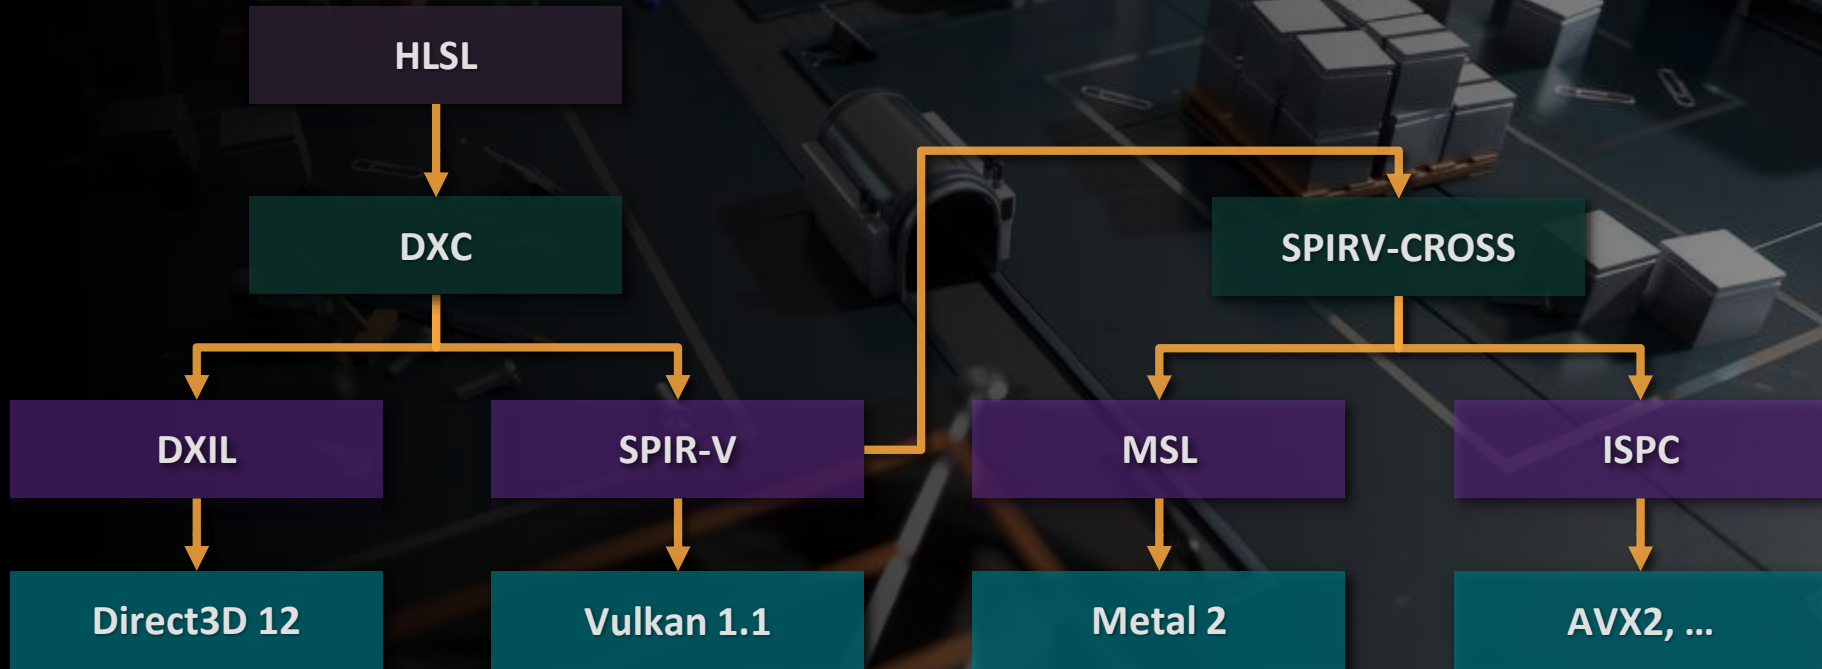 HLSL
DXC
SPIRV-CROSS
DXIL
SPIR-V
MSL
ISPC
Direct3D 12
Vulkan 1.1
Metal 2
AVX2, ...